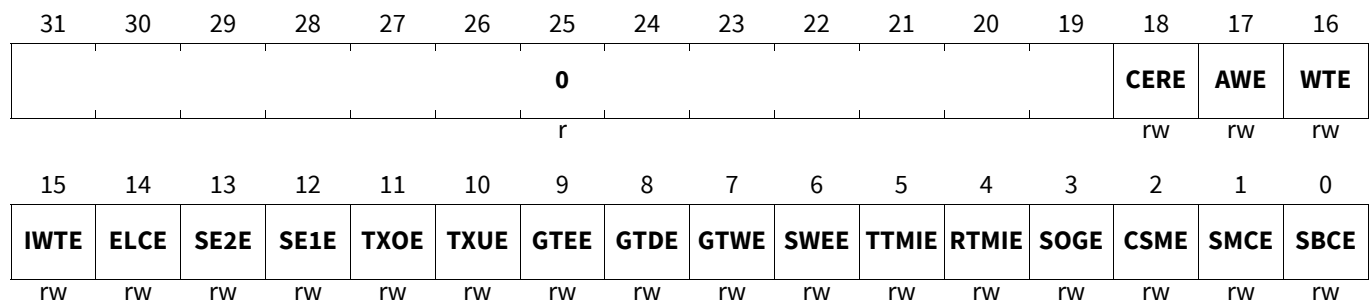 31 30 29 28 27 26 25 24 23 22 21 20 19 18 17 16
0 CERE AWE WTE
r rw rw rw
15 14 13 12 11 10 9 8 7 6 5 4 3 2 1 0
IWTE ELCE SE2E SE1E TXOE TXUE GTEE GTDE GTWE SWEE TTMIE RTMIE SOGE CSME SMCE SBCE
rw rw rw rw rw rw rw rw rw rw rw rw rw rw rw rw